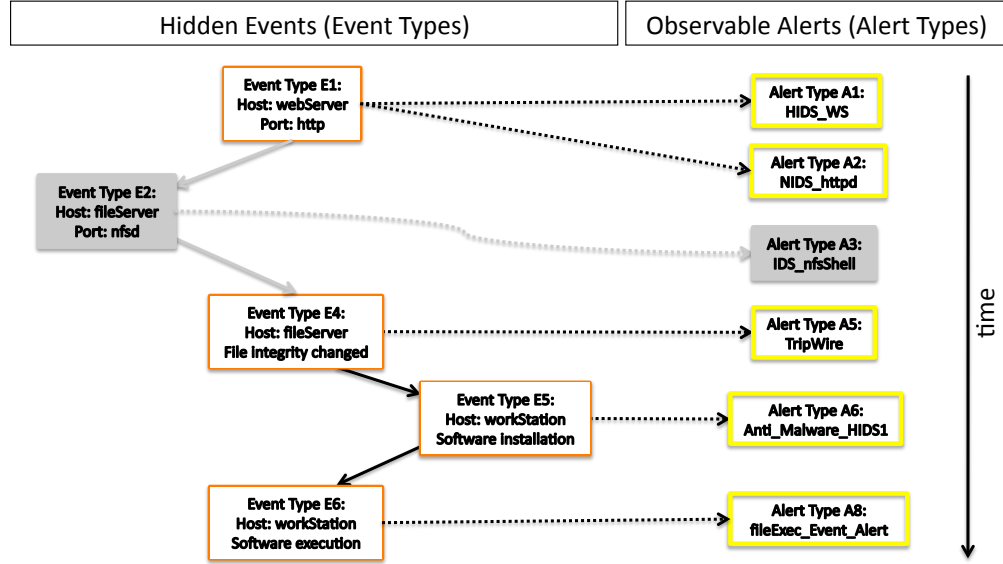 Hidden Events (Event Types)
Observable Alerts (Alert Types)
Event Type E1:
Host: webServer
Port: http
Alert Type A1:
HIDS_WS
Alert Type A2:
NIDS_httpd
Event Type E2:
Host: fileServer
Port: nfsd
Alert Type A3:
IDS_nfsShell
Event Type E4:
Host: fileServer
File integrity changed
Alert Type A5:
TripWire
time
Event Type E5:
Host: workStation
Software installation
Alert Type A6:
Anti_Malware_HIDS1
Event Type E6:
Host: workStation
Software execution
Alert Type A8:
fileExec_Event_Alert